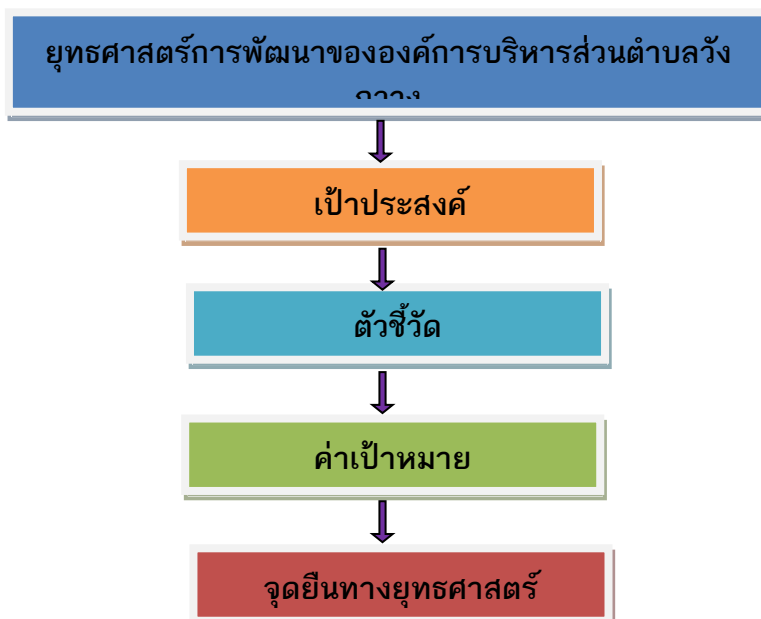 ยุทธศาสตร์การพัฒนาขององค์การบริหารส่วนตำบลวัง
เป้าประสงค์
ตัวชี้วัด
ค่าเป้าหมาย
จุดยืนทางยุทธศาสตร์